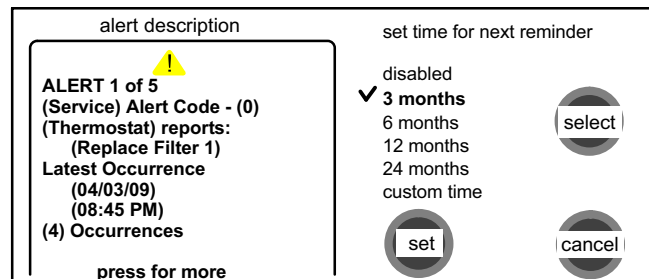 alert description
!
ALERT 1 of 5
(Service) Alert Code - (0)
(Thermostat) reports:
(Replace Filter 1)
Latest Occurrence
(04/03/09)
(08:45 PM)
(4) Occurrences
press for more
set time for next reminder
disabled
3 months
6 months
12 months
24 months
custom time
select
set
cancel